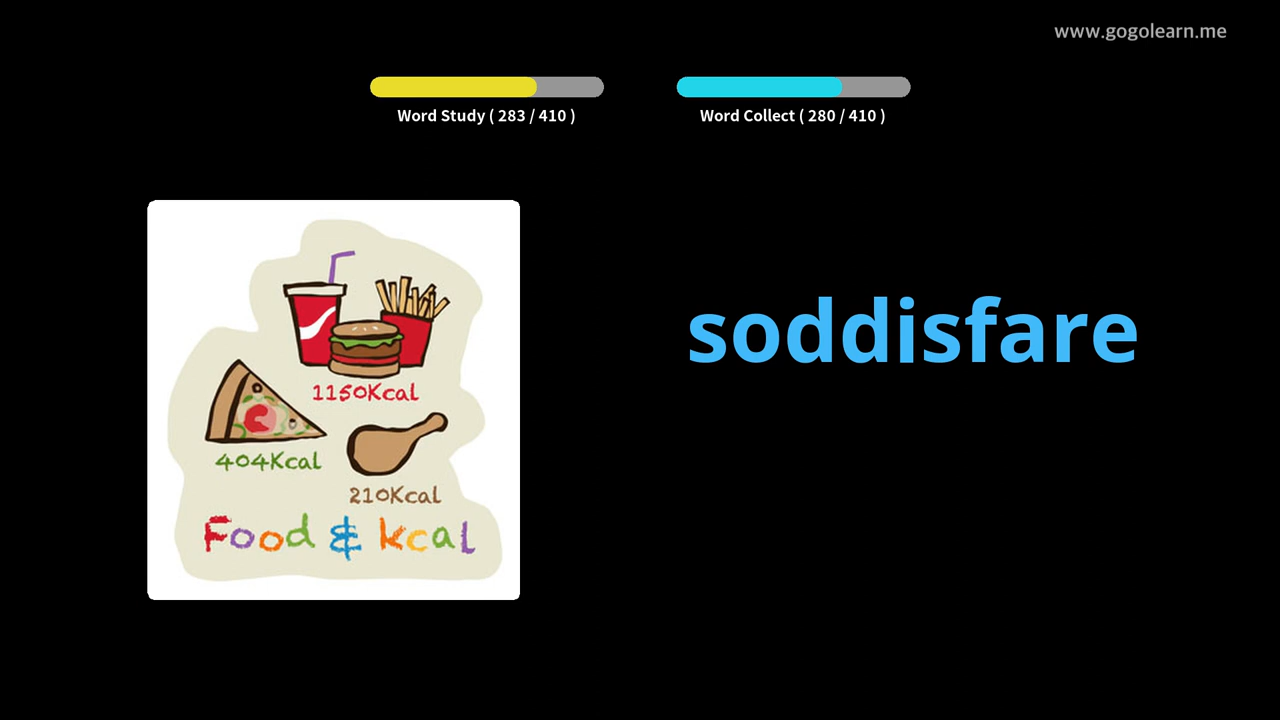 www.gogolearn.me
Word Study ( 283 / 410 )
Word Collect ( 280 / 410 )
1150Kcal
404Kcal
210Kcal
Food & kcal
soddisfare